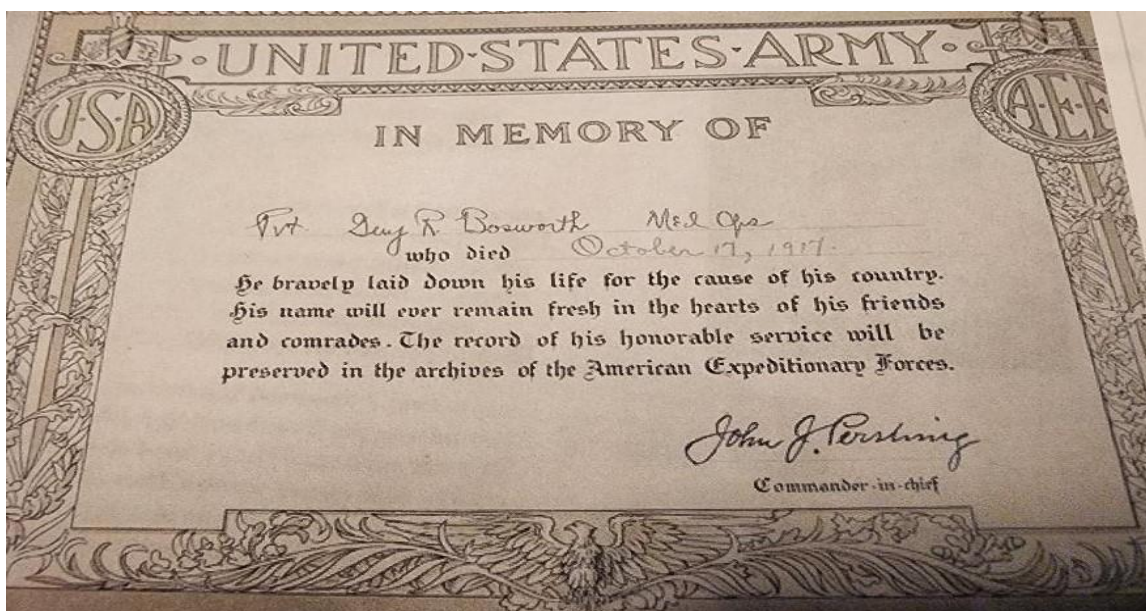 ·UNITED·STATES·ARMY·
U·S·A
A·E·F
IN MEMORY OF
Pvt. R. Bosworth Med
who died October 17, 1917.
He bravely laid down his life for the cause of his country.
His name will ever remain fresh in the hearts of his friends
and comrades. The record of his honorable service will be
preserved in the archives of the American Expeditionary Forces.
John J. Pershing
Commander-in-chief